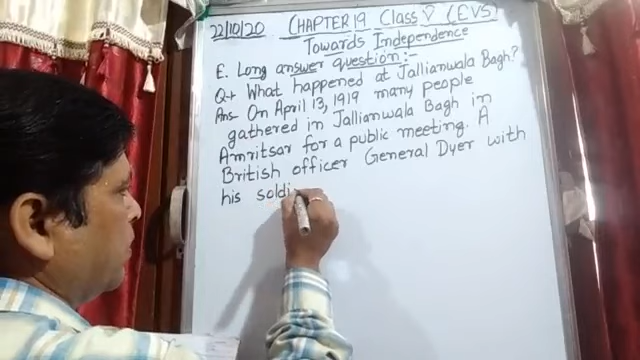 22/10/20 CHAPTER 19 Class V (EVS)
Towards Independence
E. Long answer question:-
Q1 What happened at Jallianwala Bagh?
Ans- On April 13, 1919 many people
gathered in Jallianwala Bagh in
Amritsar for a public meeting. A
British officer General Dyer with
his soldi